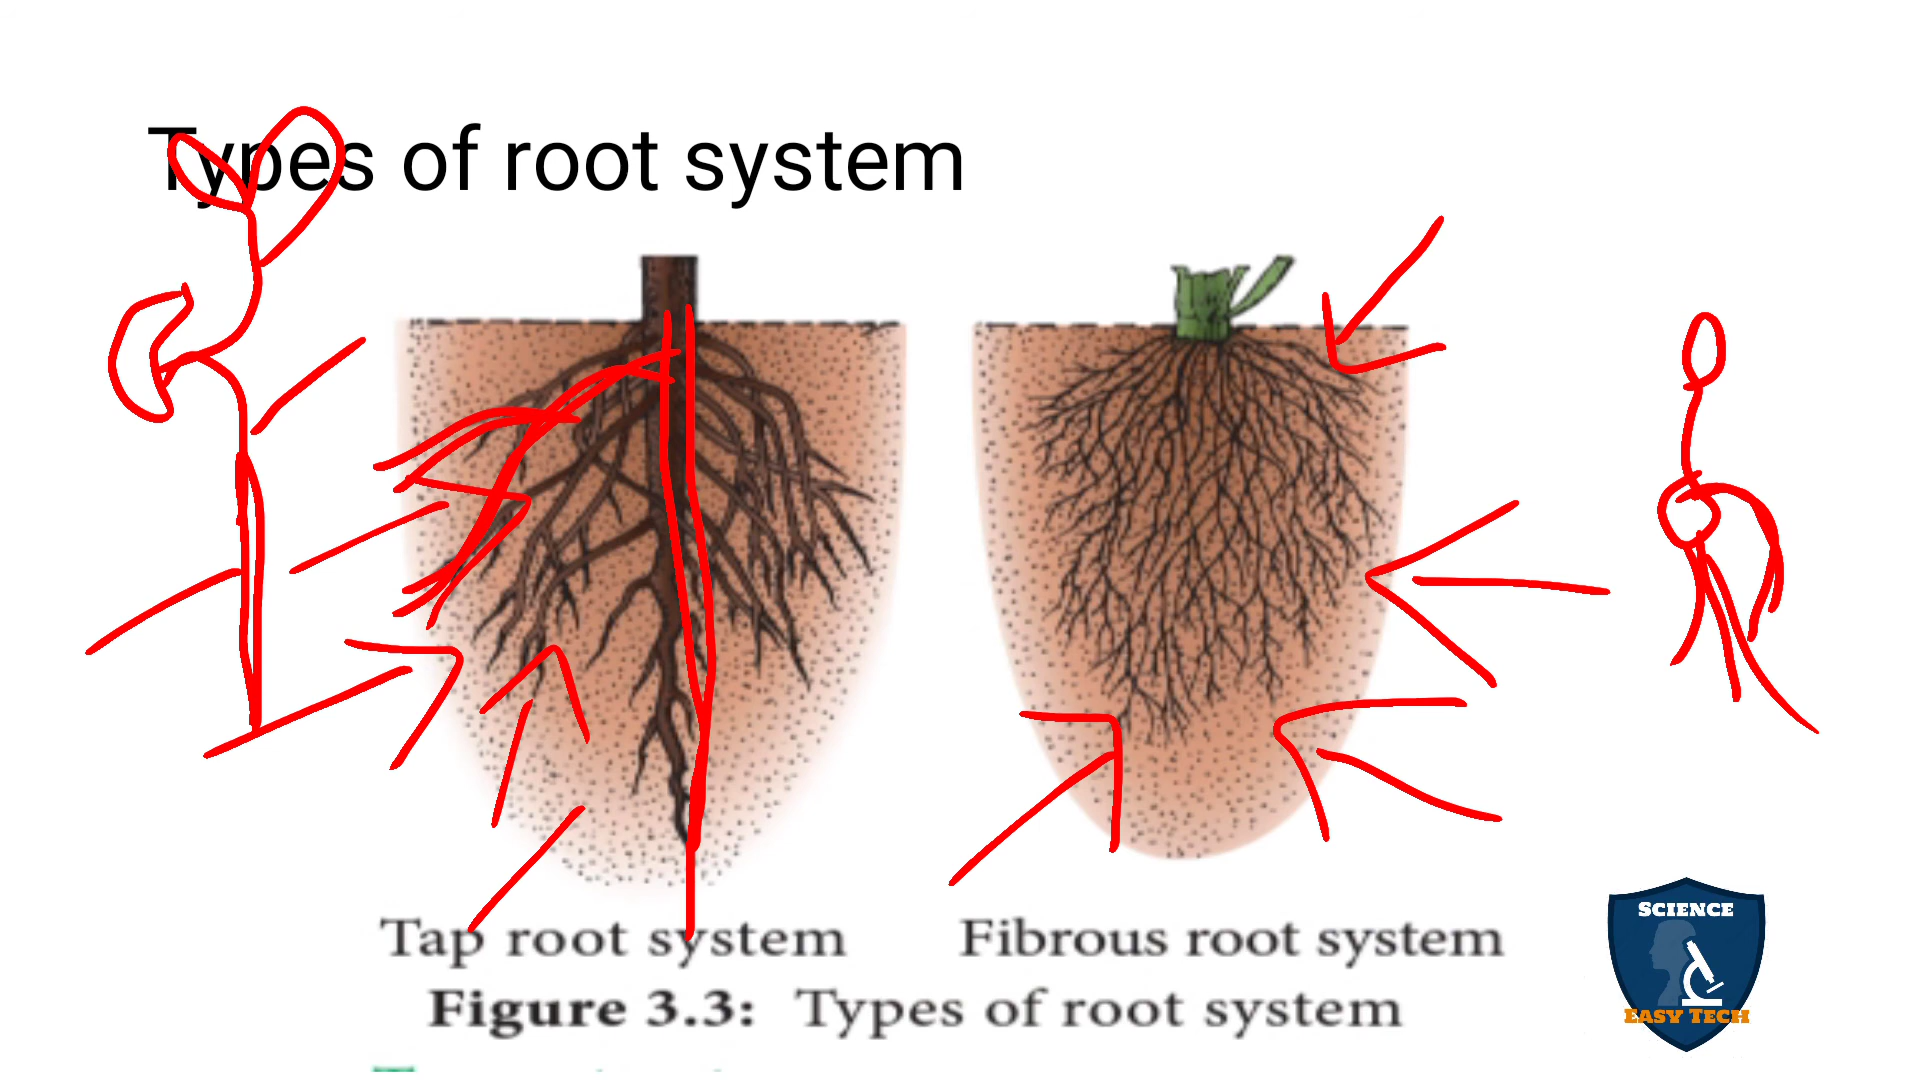 Types of root system
Tap root system
Fibrous root system
Figure 3.3: Types of root system
SCIENCE
EASY TECH